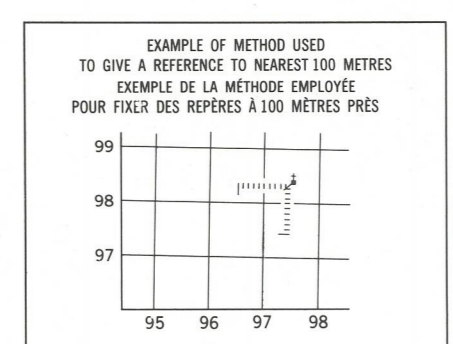 EXAMPLE OF METHOD USED
TO GIVE A REFERENCE TO NEAREST 100 METRES
EXEMPLE DE LA MÉTHODE EMPLOYÉE
POUR FIXER DES REPÈRES À 100 MÈTRES PRÈS
99
98
97
95 96 97 98